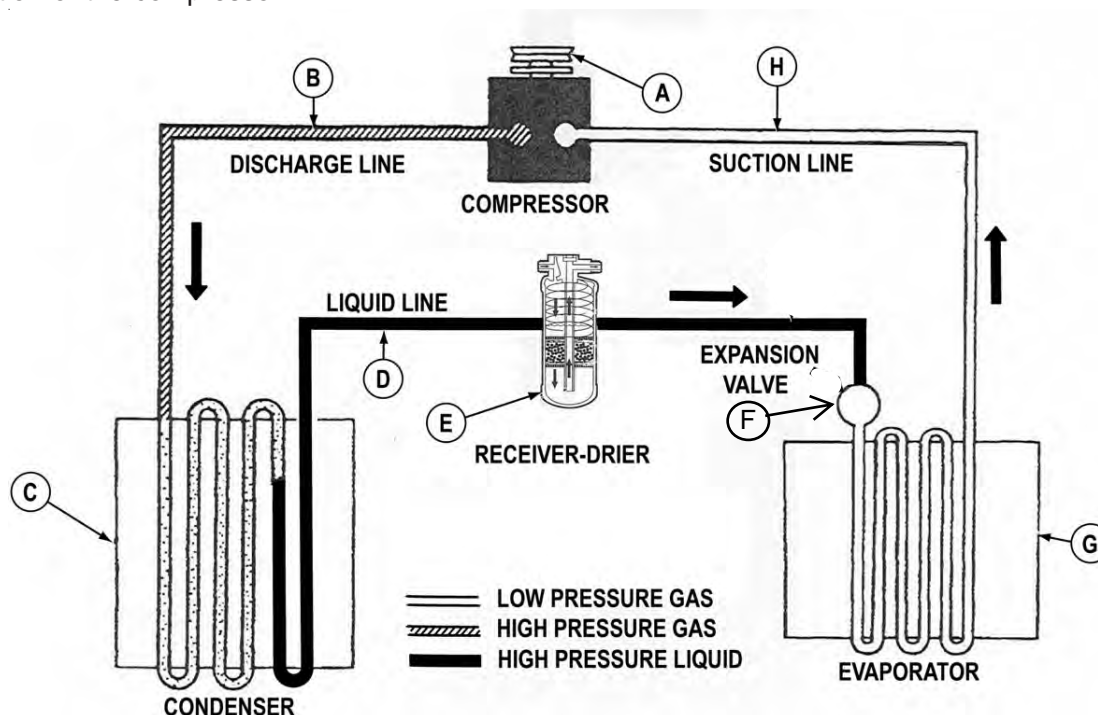 B
H
A
DISCHARGE LINE
SUCTION LINE
COMPRESSOR
LIQUID LINE
D
EXPANSION
VALVE
F
E
RECEIVER-DRIER
C
G
LOW PRESSURE GAS
HIGH PRESSURE GAS
HIGH PRESSURE LIQUID
EVAPORATOR
CONDENSER